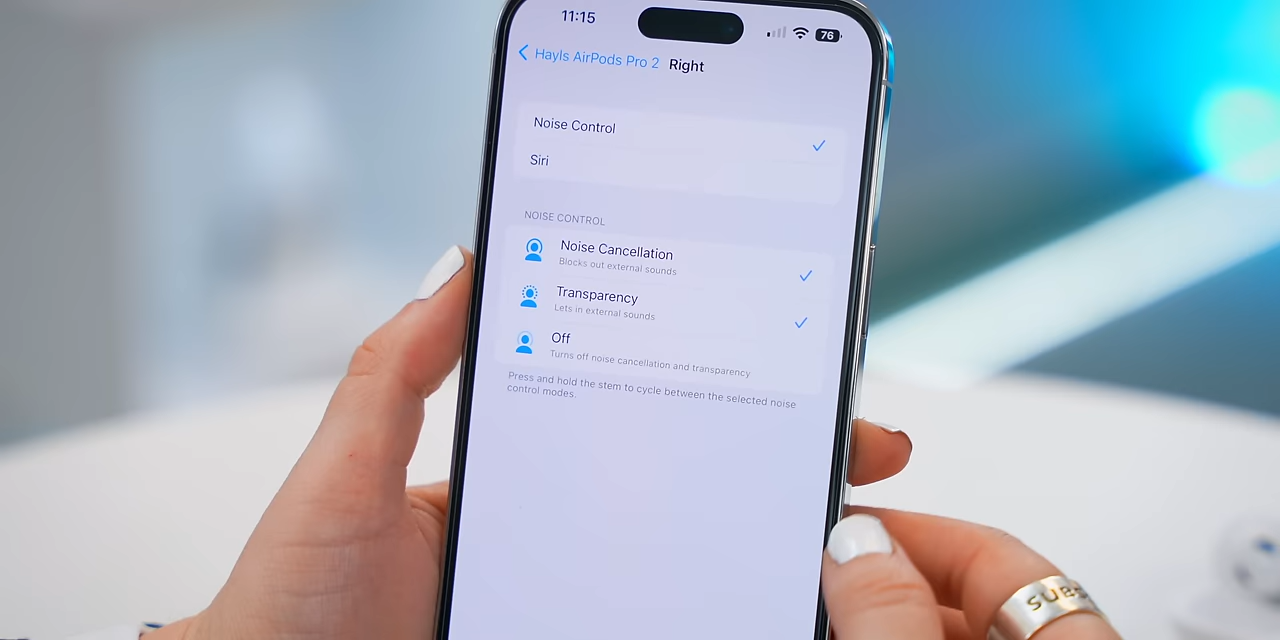 11:15
76
Hayls AirPods Pro 2 Right
Noise Control
Siri
NOISE CONTROL
Noise Cancellation
Blocks out external sounds
Transparency
Lets in external sounds
Off
Turns off noise cancellation and transparency
Press and hold the stem to cycle between the selected noise
control modes.